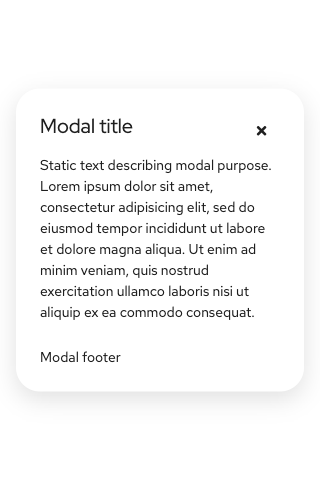 Modal title
Static text describing modal purpose.
Lorem ipsum dolor sit amet,
consectetur adipisicing elit, sed do
eiusmod tempor incididunt ut labore
et dolore magna aliqua. Ut enim ad
minim veniam, quis nostrud
exercitation ullamco laboris nisi ut
aliquip ex ea commodo consequat.
Modal footer